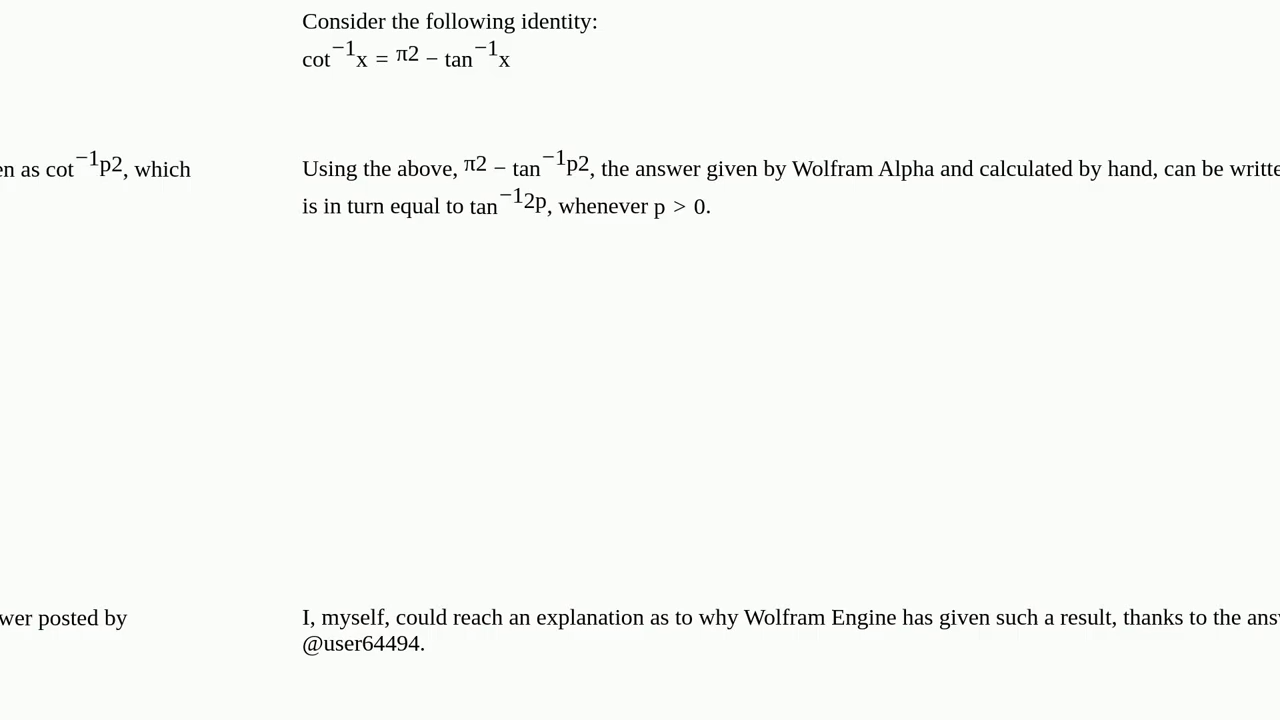 Consider the following identity:
cot⁻¹x = π2 − tan⁻¹x
en as cot⁻¹p2, which
Using the above, π2 − tan⁻¹p2, the answer given by Wolfram Alpha and calculated by hand, can be writte
is in turn equal to tan⁻¹2p, whenever p > 0.
wer posted by
I, myself, could reach an explanation as to why Wolfram Engine has given such a result, thanks to the ans
@user64494.